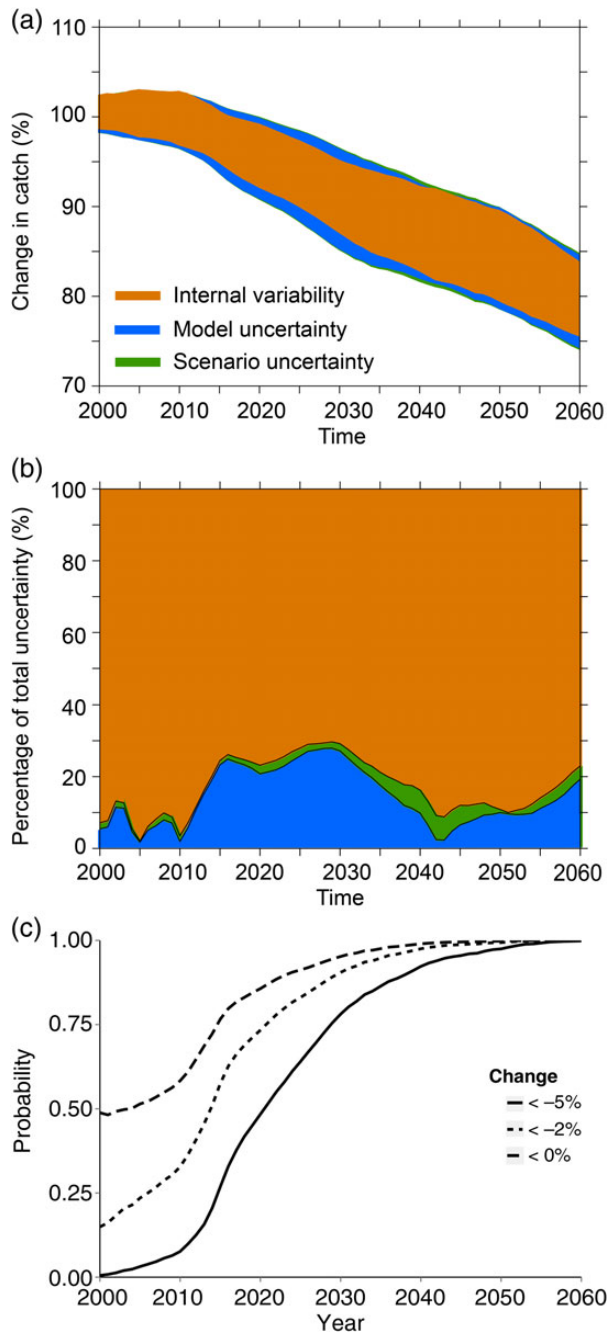 (a)
110
100
90
80
70
Change in catch (%)
Internal variability
Model uncertainty
Scenario uncertainty
2000 2010 2020 2030 2040 2050 2060
Time
(b)
100
80
60
40
20
0
Percentage of total uncertainty (%)
2000 2010 2020 2030 2040 2050 2060
Time
(c)
1.00
0.75
0.50
0.25
0.00
Probability
Change
< –5%
< –2%
< 0%
2000 2010 2020 2030 2040 2050 2060
Year